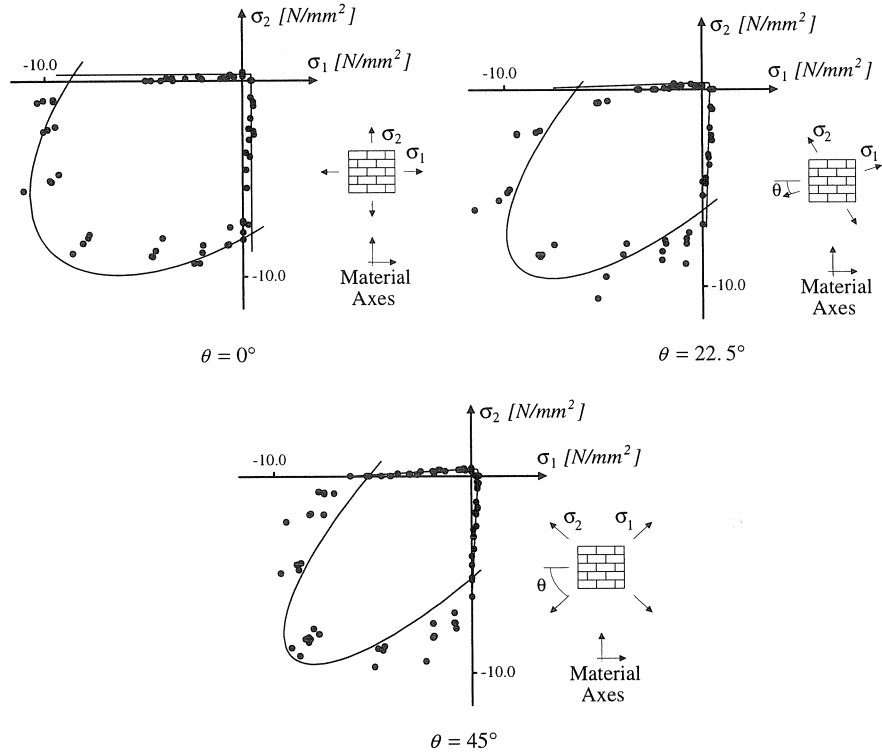 σ₂ [N/mm²]
-10.0
σ₁ [N/mm²]
σ₂
σ₁
-10.0
Material
Axes
θ = 0°
σ₂ [N/mm²]
-10.0
σ₁ [N/mm²]
σ₂
σ₁
θ
-10.0
Material
Axes
θ = 22.5°
σ₂ [N/mm²]
-10.0
σ₁ [N/mm²]
σ₂ σ₁
θ
-10.0
Material
Axes
θ = 45°